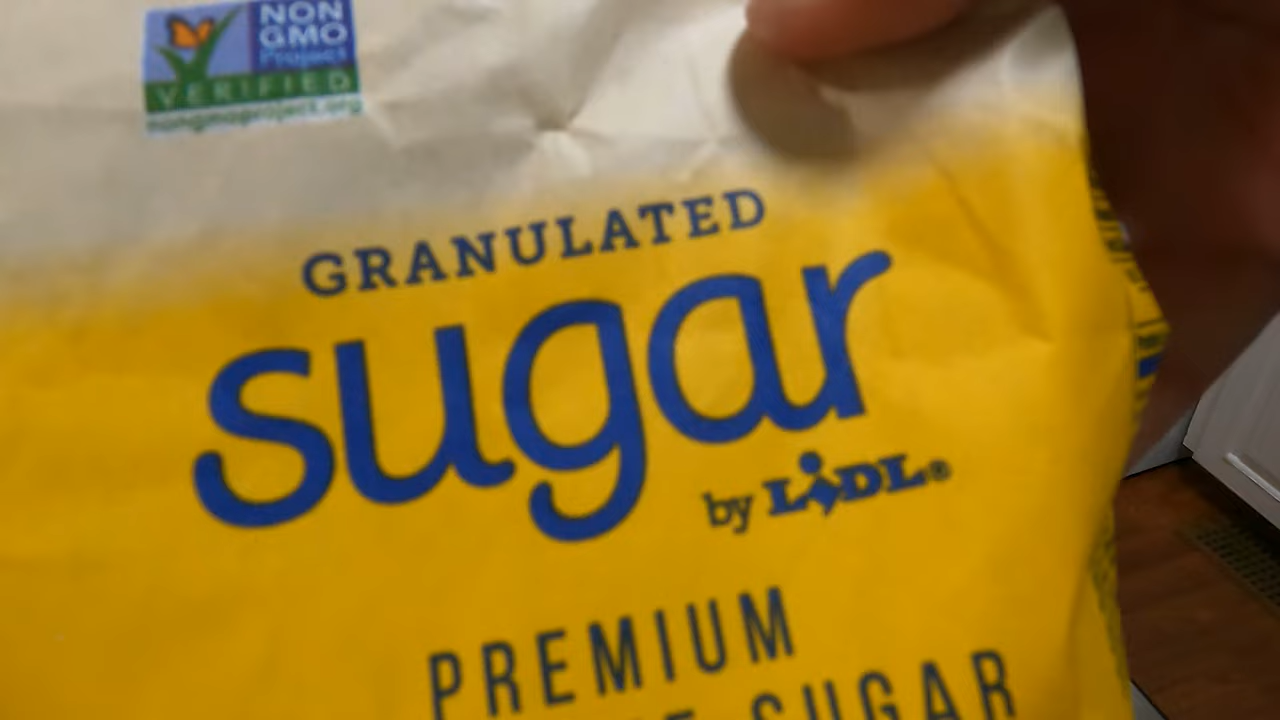 NON
GMO
Project
VERIFIED
nongmoproject.org
GRANULATED
sugar
by LIDL®
PREMIUM
SUGAR